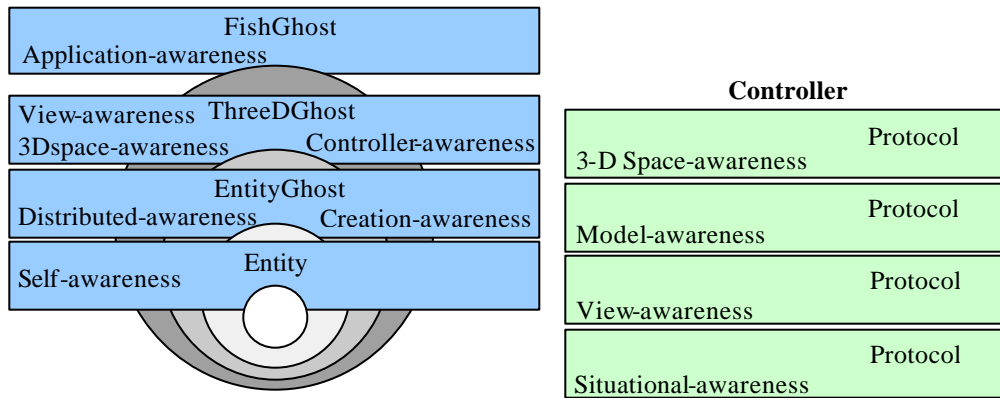 FishGhost
Application-awareness
View-awareness ThreeDGhost
3Dspace-awareness Controller-awareness
EntityGhost
Distributed-awareness Creation-awareness
Entity
Self-awareness
Controller
Protocol
3-D Space-awareness
Protocol
Model-awareness
Protocol
View-awareness
Protocol
Situational-awareness